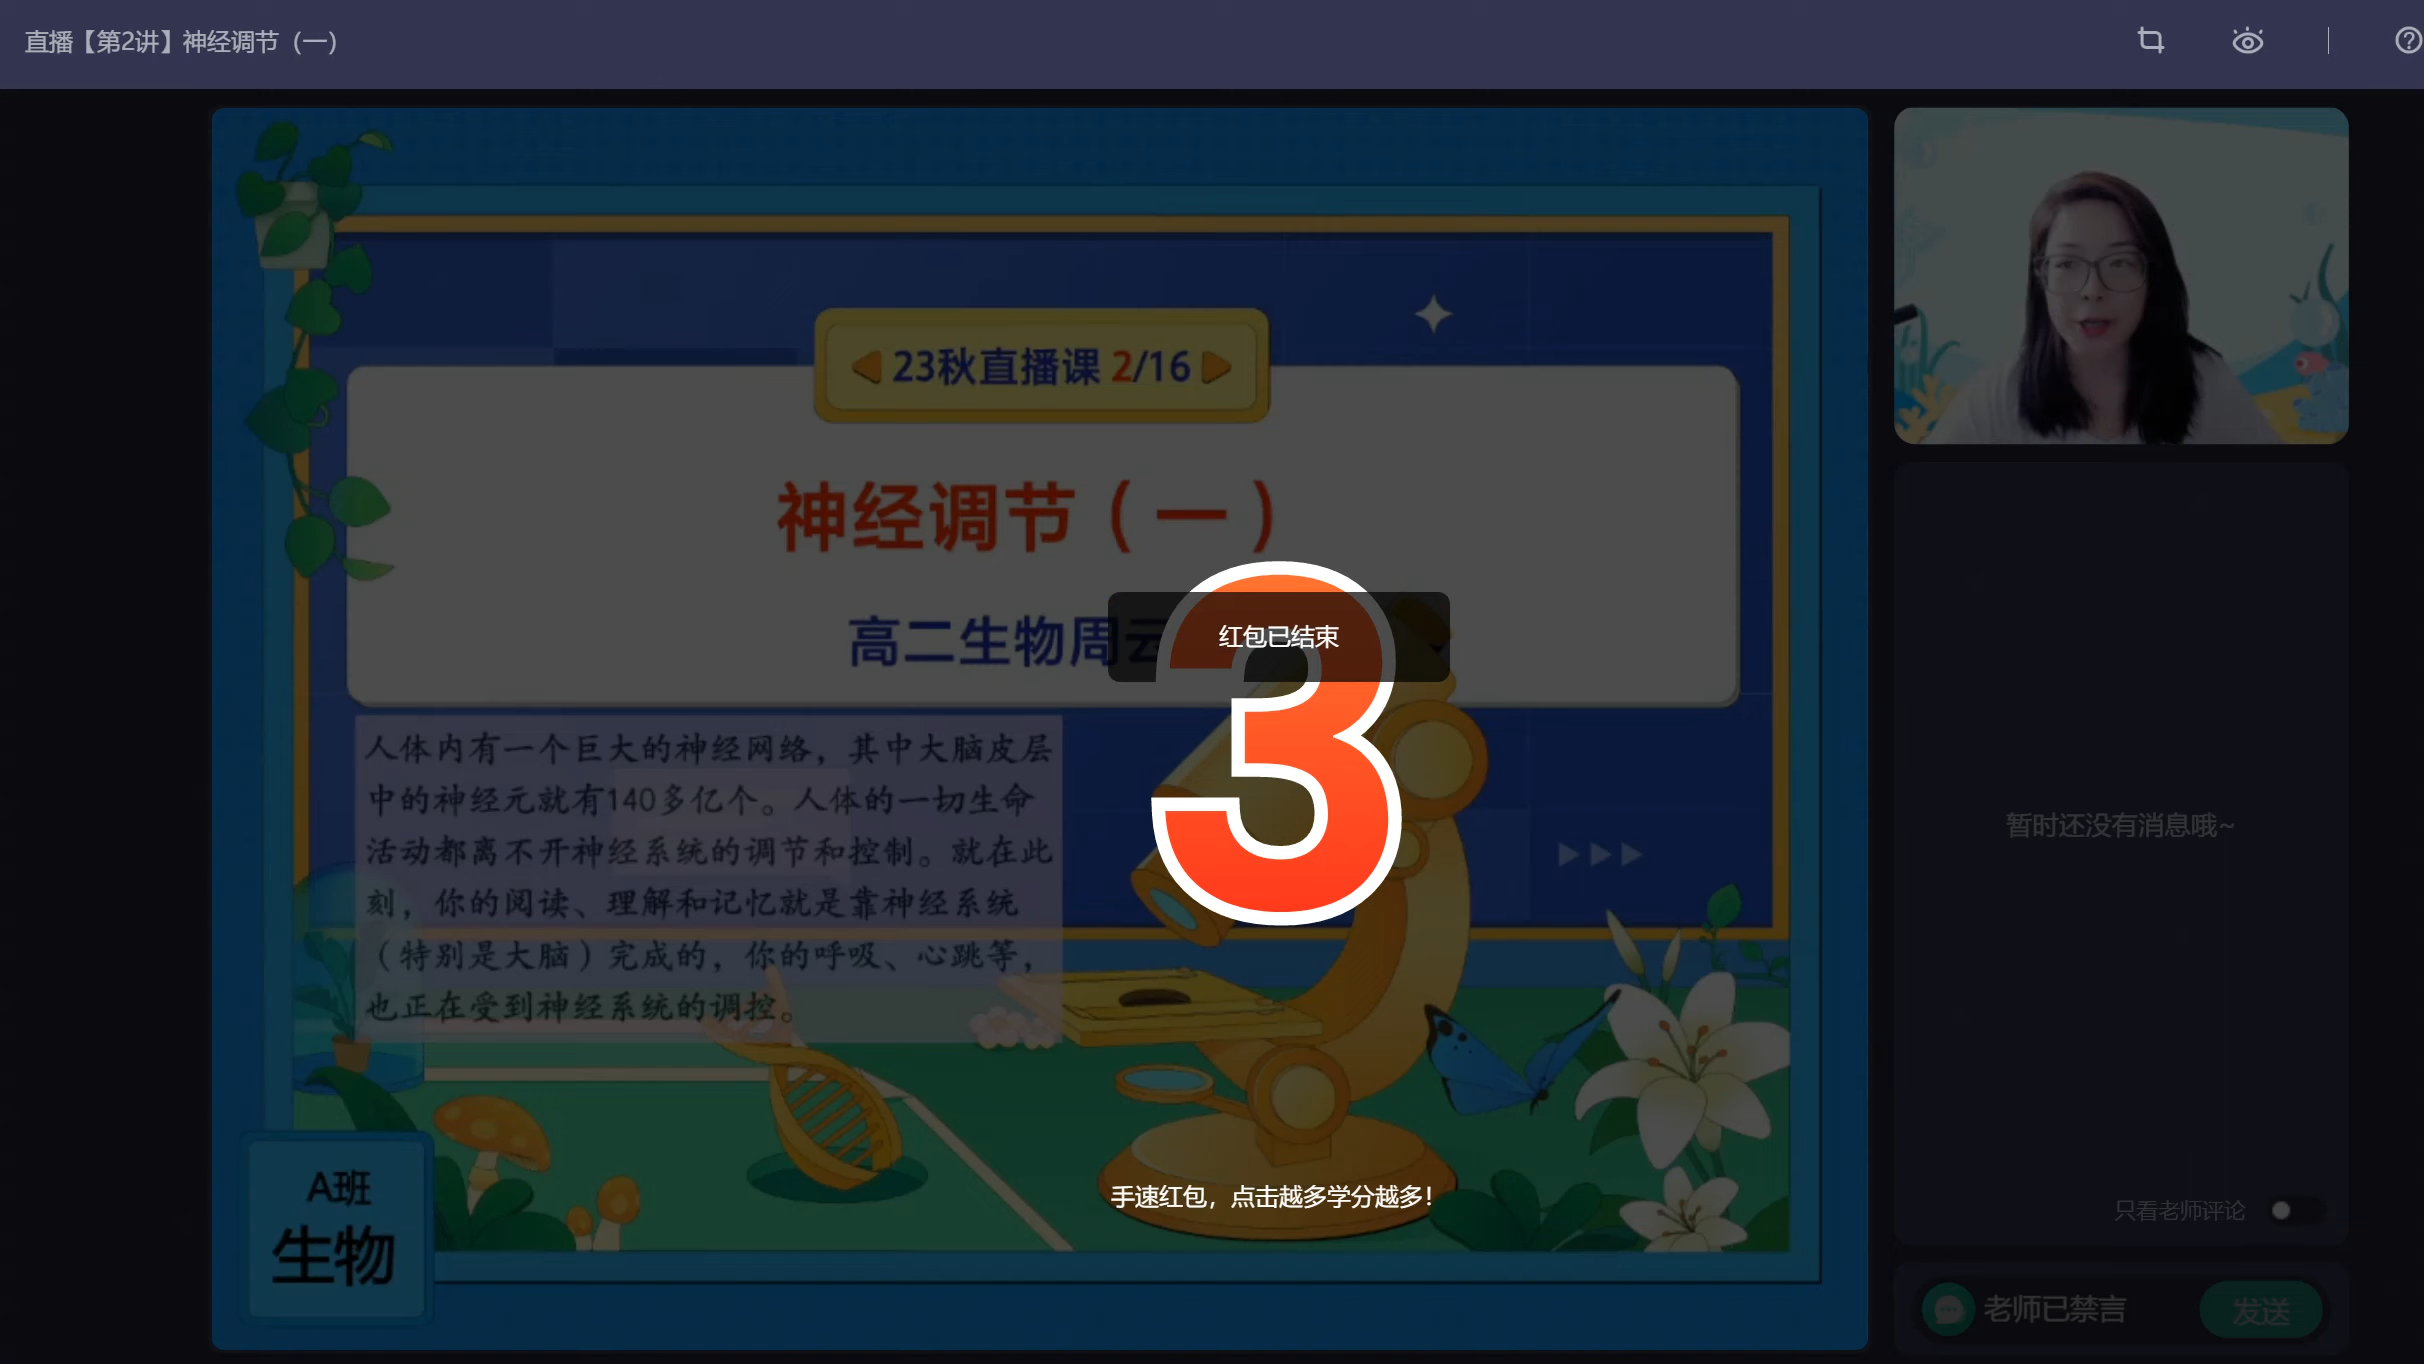 直播【第2讲】神经调节（一）
23秋直播课 2/16
神经调节（一）
高二生物周云
红包已结束
3
人体内有一个巨大的神经网络，其中大脑皮层
中的神经元就有140多亿个。人体的一切生命
活动都离不开神经系统的调节和控制。就在此
刻，你的阅读、理解和记忆就是靠神经系统
（特别是大脑）完成的，你的呼吸、心跳等，
也正在受到神经系统的调控。
手速红包，点击越多学分越多！
A班
生物
暂时还没有消息哦~
只看老师评论
老师已禁言
发送